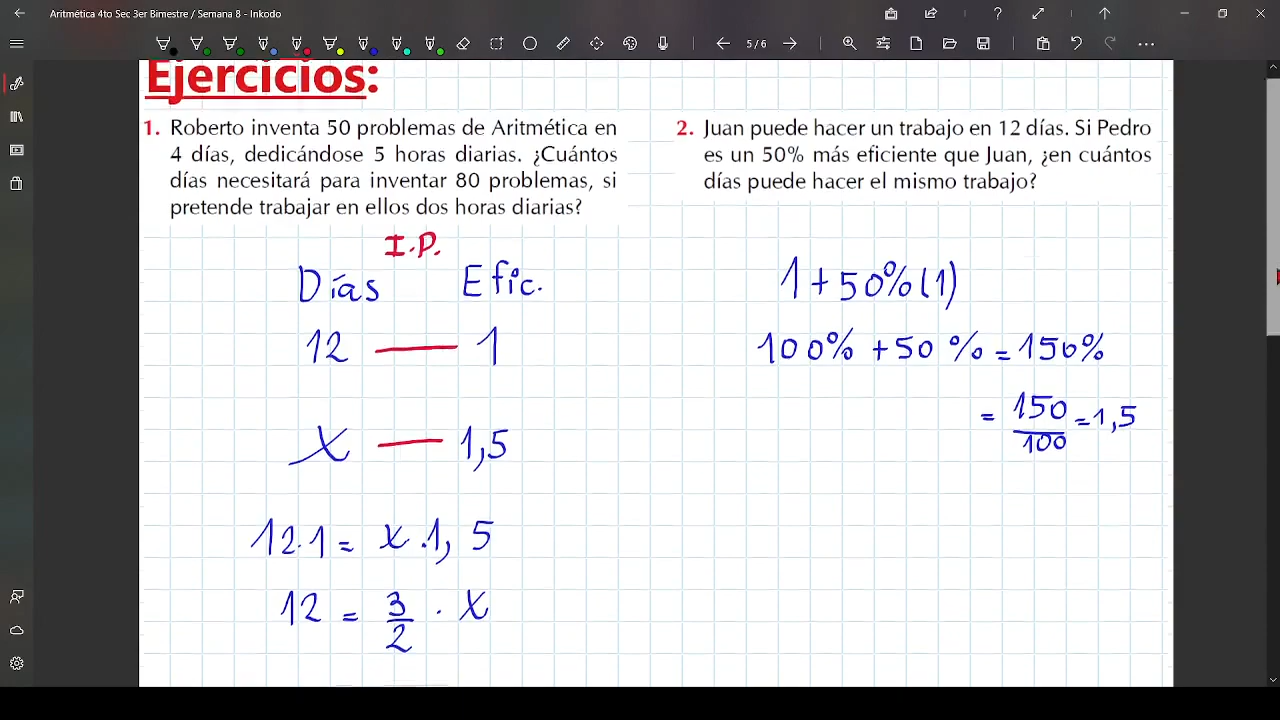 Aritmética 4to Sec 3er Bimestre / Semana 8 - Inkodo
5/6
Ejercicios:
1. Roberto inventa 50 problemas de Aritmética en
4 días, dedicándose 5 horas diarias. ¿Cuántos
días necesitará para inventar 80 problemas, si
pretende trabajar en ellos dos horas diarias?
2. Juan puede hacer un trabajo en 12 días. Si Pedro
es un 50% más eficiente que Juan, ¿en cuántos
días puede hacer el mismo trabajo?
I.P.
Días Efic.
12 — 1
x — 1,5
12.1 = x.1,5
12 = 3/2 . x
1+50%(1)
100% +50 % = 150%
= 150/100 = 1,5